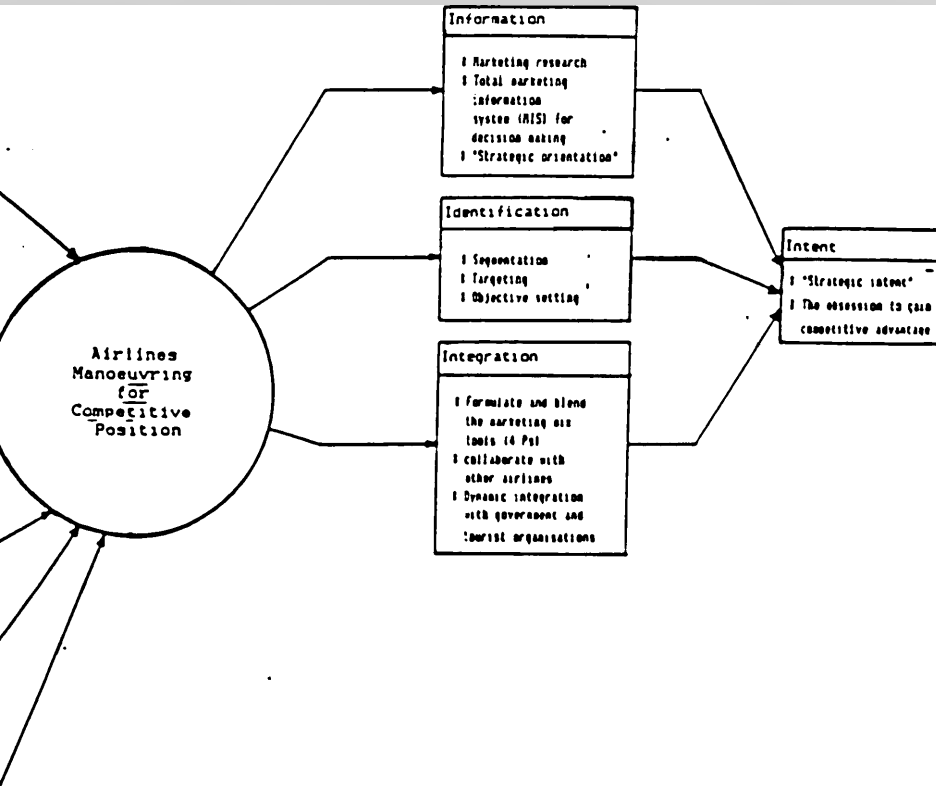 Information
* Marketing research
* Total marketing
information
system (MIS) for
decision making
* "Strategic orientation"
Identification
* Segmentation
* Targeting
* Objective setting
Intent
* "Strategic intent"
* The obsession to gain
competitive advantage
Airlines
Manoeuvring
for
Competitive
Position
Integration
* Formulate and blend
the marketing mix
tools (4 Ps)
* collaborate with
other airlines
* Dynamic integration
with government and
tourist organisations